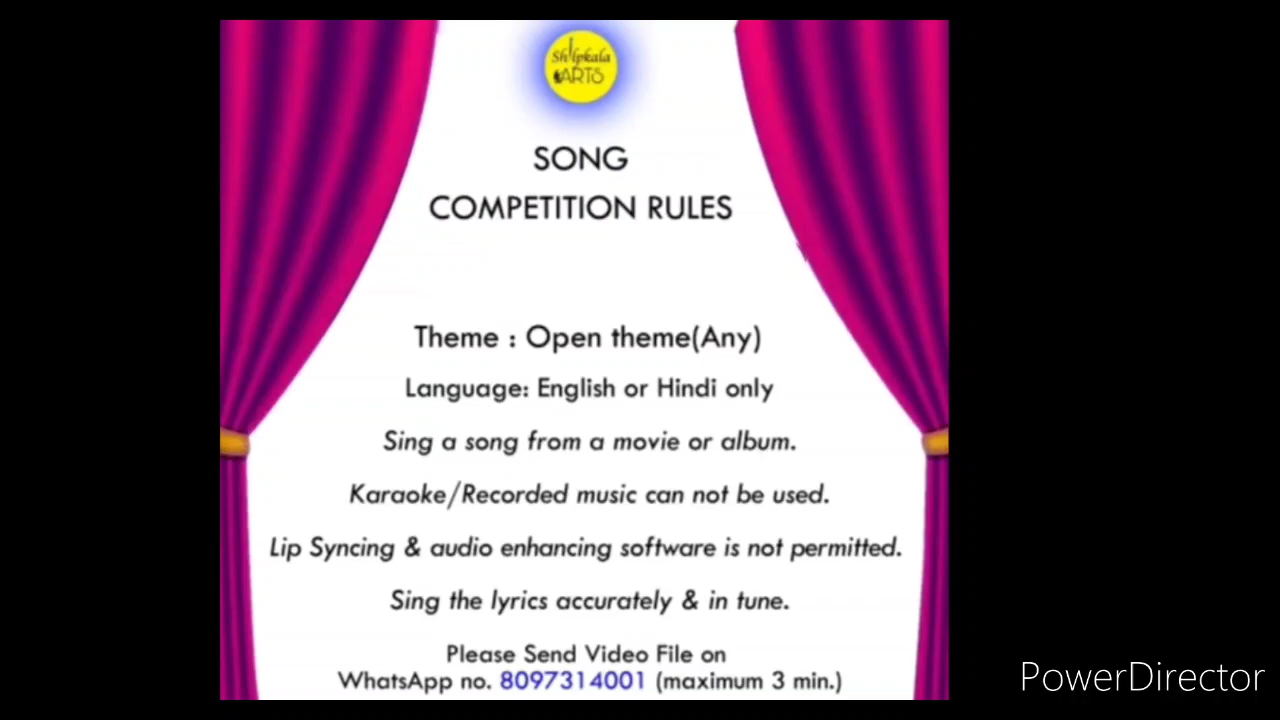 Shilpkala
ARTS
SONG
COMPETITION RULES
Theme : Open theme(Any)
Language: English or Hindi only
Sing a song from a movie or album.
Karaoke/Recorded music can not be used.
Lip Syncing & audio enhancing software is not permitted.
Sing the lyrics accurately & in tune.
Please Send Video File on
WhatsApp no. 8097314001 (maximum 3 min.)
PowerDirector